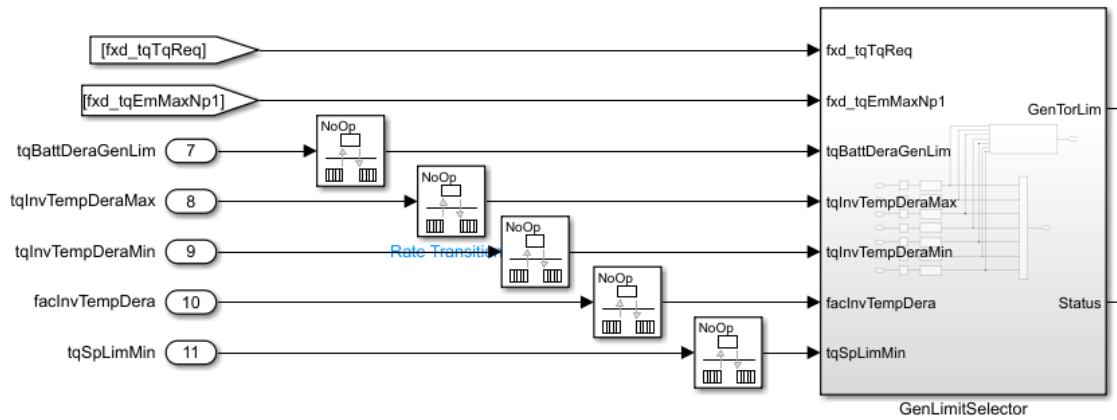 [fxd_tqTqReq]
fxd_tqTqReq
[fxd_tqEmMaxNp1]
fxd_tqEmMaxNp1
GenTorLim
NoOp
tqBattDeraGenLim
7
tqBattDeraGenLim
NoOp
tqInvTempDeraMax
8
tqInvTempDeraMax
NoOp
tqInvTempDeraMin
9
Rate Transition
tqInvTempDeraMin
NoOp
facInvTempDera
10
facInvTempDera
Status
NoOp
tqSpLimMin
11
tqSpLimMin
GenLimitSelector